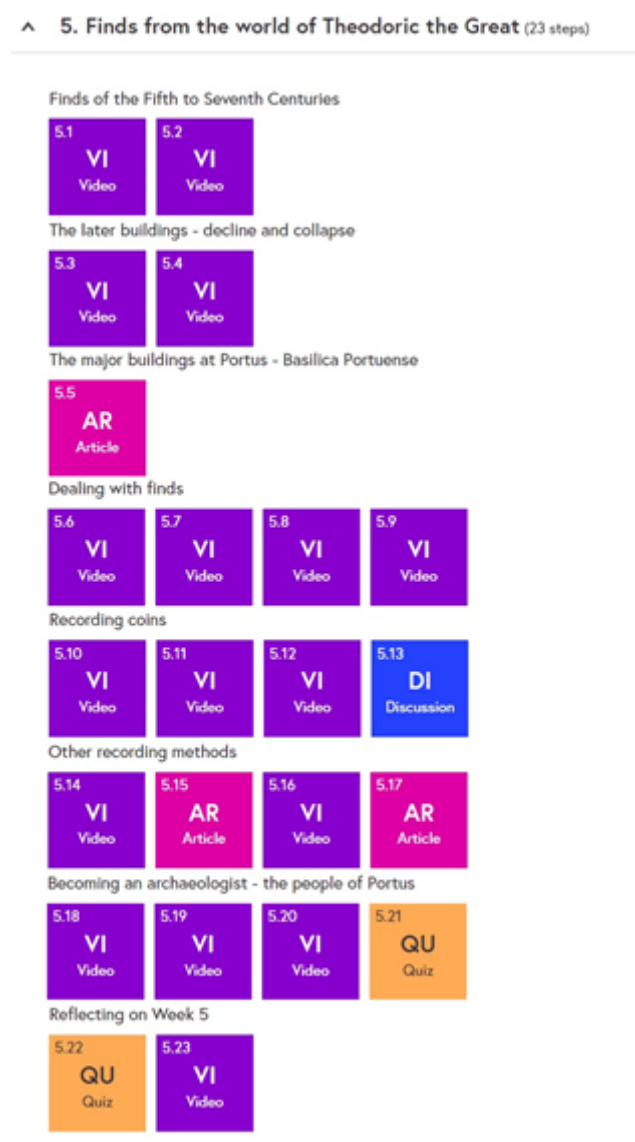 5. Finds from the world of Theodoric the Great (23 steps)
Finds of the Fifth to Seventh Centuries
5.1 5.2
VI VI
Video Video
The later buildings - decline and collapse
5.3 5.4
VI VI
Video Video
The major buildings at Portus - Basilica Portuense
5.5
AR
Article
Dealing with finds
5.6 5.7 5.8 5.9
VI VI VI VI
Video Video Video Video
Recording coins
5.10 5.11 5.12 5.13
VI VI VI DI
Video Video Video Discussion
Other recording methods
5.14 5.15 5.16 5.17
VI AR VI AR
Video Article Video Article
Becoming an archaeologist - the people of Portus
5.18 5.19 5.20 5.21
VI VI VI QU
Video Video Video Quiz
Reflecting on Week 5
5.22 5.23
QU VI
Quiz Video